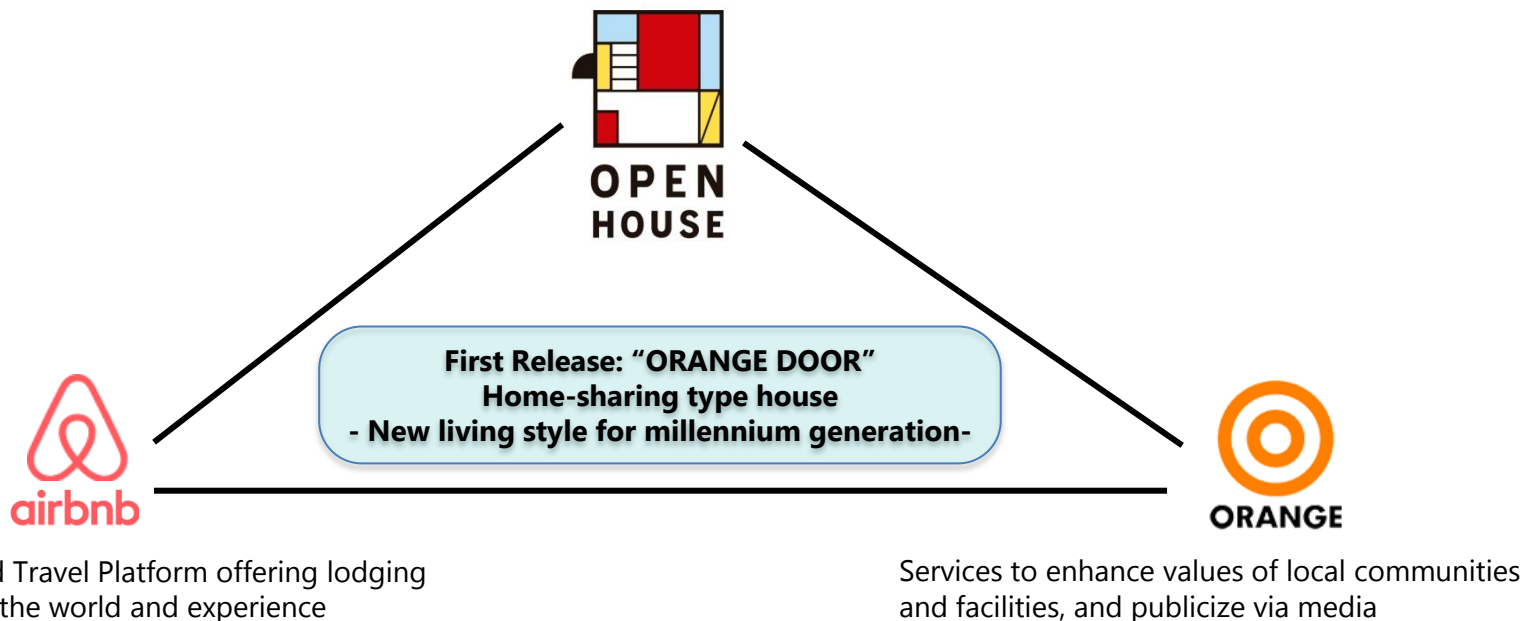 OPEN
HOUSE
First Release: “ORANGE DOOR”
Home-sharing type house
- New living style for millennium generation-
airbnb
ORANGE
Travel Platform offering lodging
the world and experience
Services to enhance values of local communities
and facilities, and publicize via media